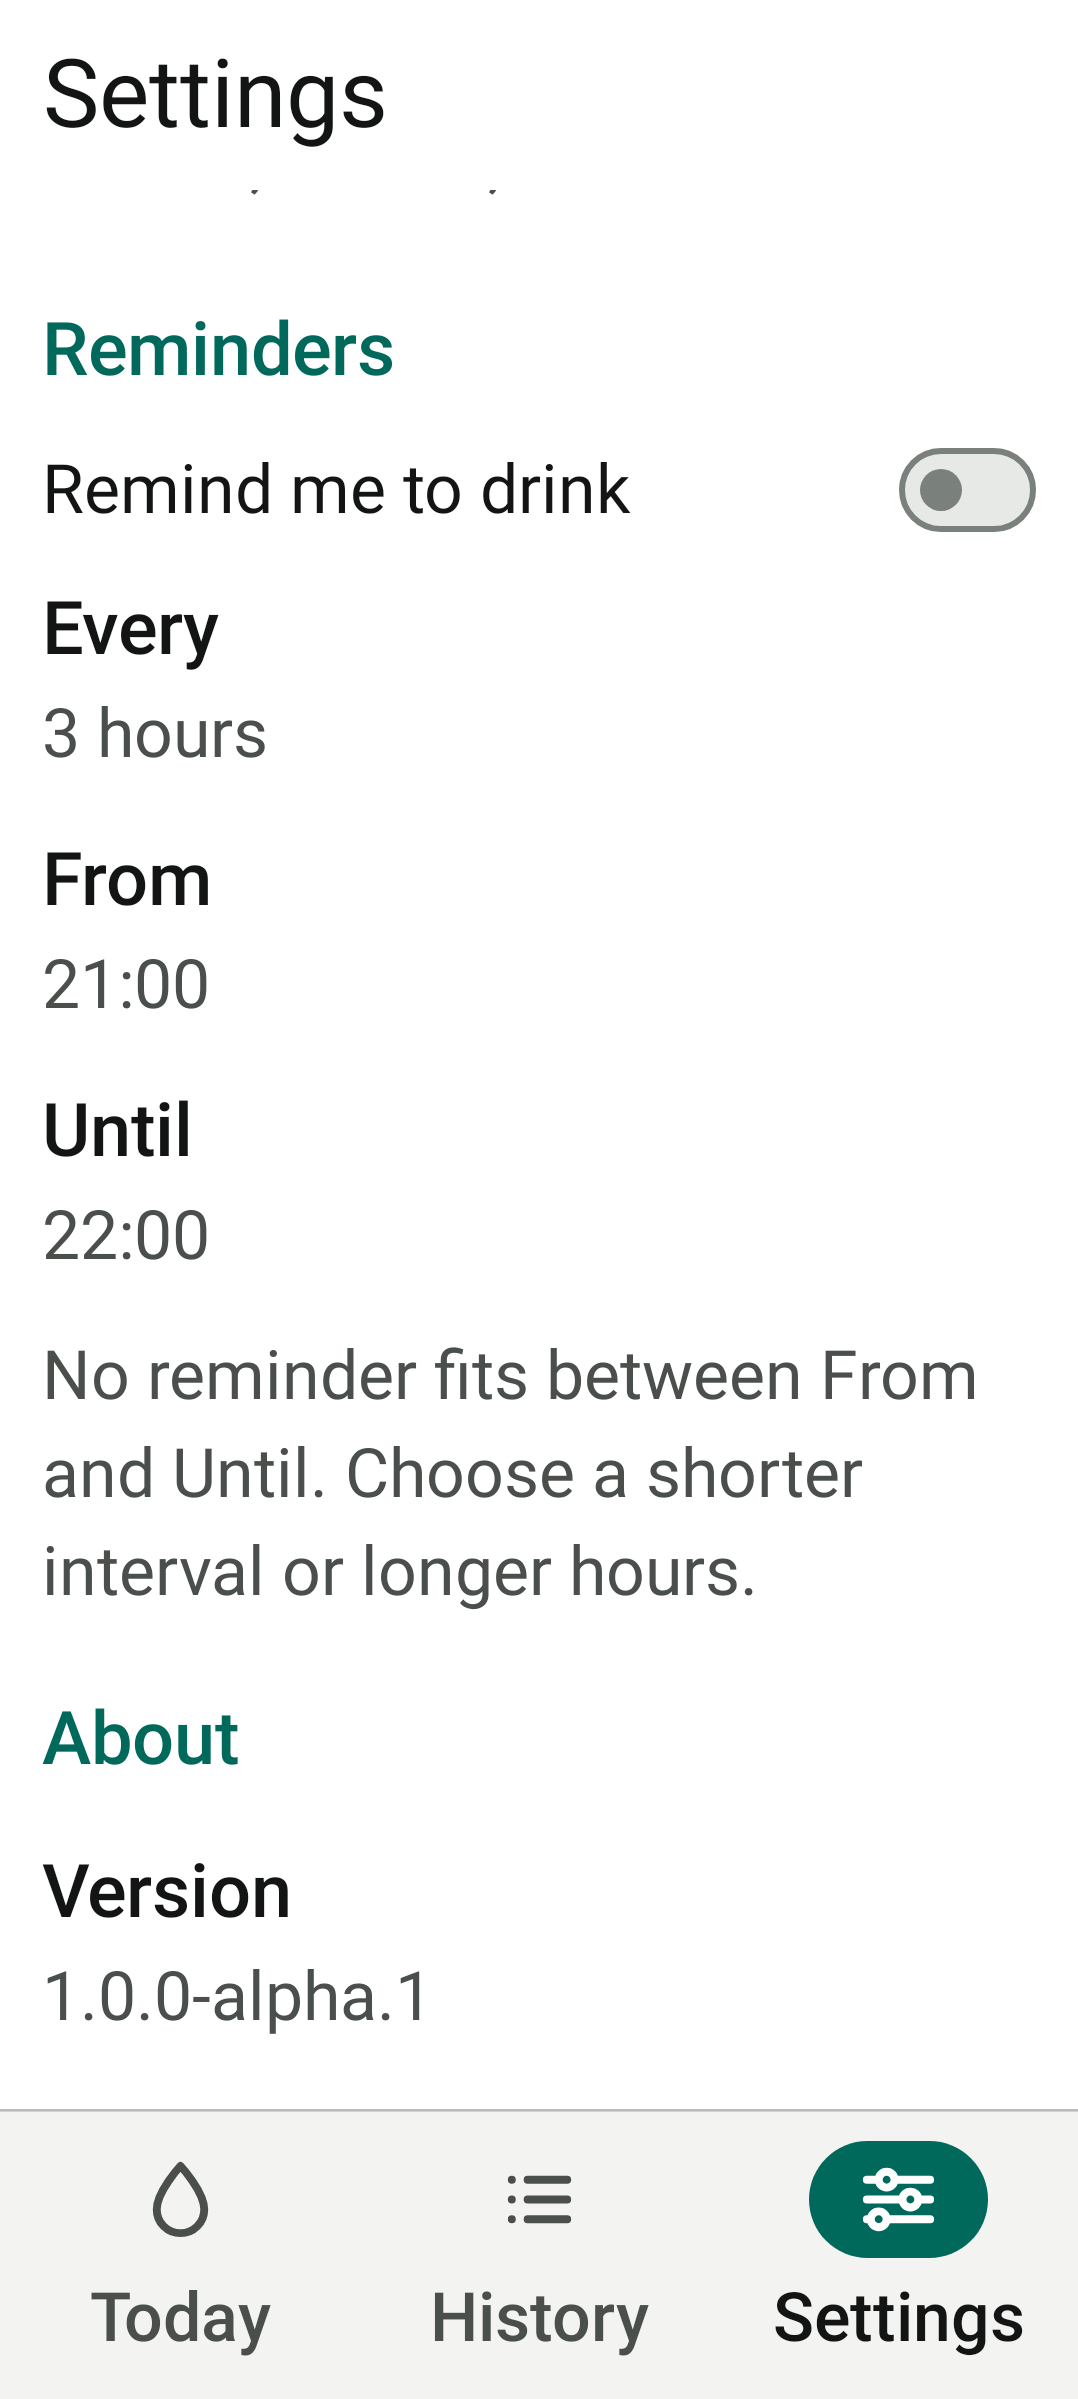 Settings
Reminders
Remind me to drink
Every
3 hours
From
21:00
Until
22:00
No reminder fits between From
and Until. Choose a shorter
interval or longer hours.
About
Version
1.0.0-alpha.1
Today
History
Settings